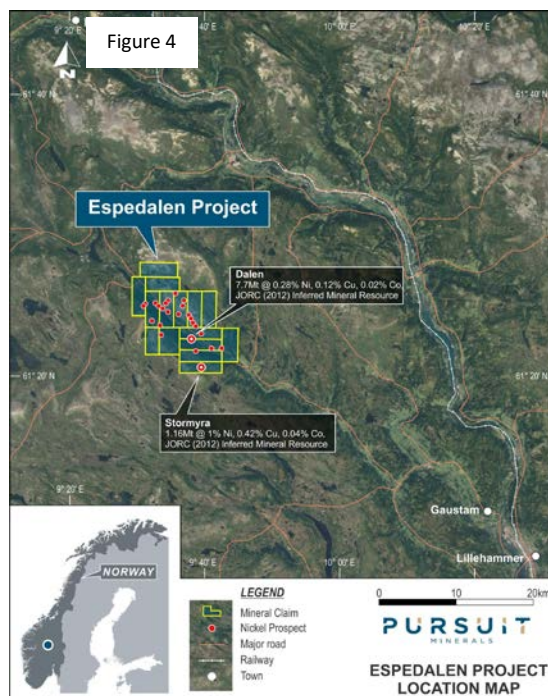 Figure 4
9° 20' E
9° 40'
10° 00'
10° 20'
N
61° 40' N
61° 40'
Espedalen Project
Dalen
7.7Mt @ 0.28% Ni, 0.12% Cu, 0.02% Co,
JORC (2012) Inferred Mineral Resource
61° 20' N
61° 20'
Stormyra
1.16Mt @ 1% Ni, 0.42% Cu, 0.04% Co,
JORC (2012) Inferred Mineral Resource
9° 20'
Gaustam
9° 40'
10° 00'
Lillehammer
NORWAY
LEGEND
Mineral Claim
Nickel Prospect
Major road
Railway
Town
0 10 20km
PURSUIT
MINERALS
ESPEDALEN PROJECT
LOCATION MAP